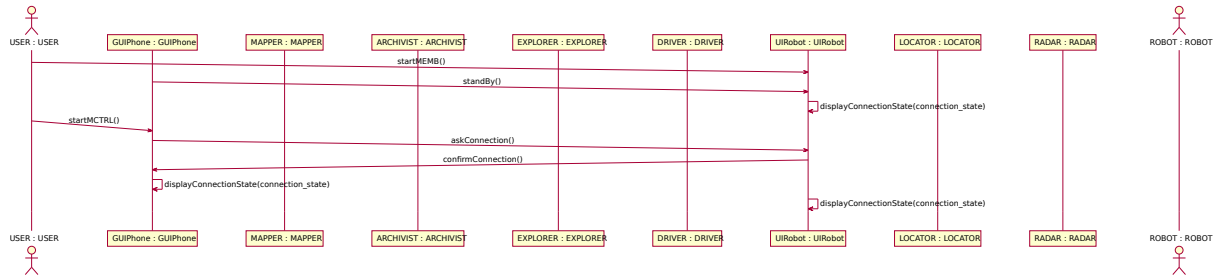 USER : USER
GUIPhone : GUIPhone
MAPPER : MAPPER
ARCHIVIST : ARCHIVIST
EXPLORER : EXPLORER
DRIVER : DRIVER
UIRobot : UIRobot
LOCATOR : LOCATOR
RADAR : RADAR
ROBOT : ROBOT
startMEMB()
standBy()
displayConnectionState(connection_state)
startMCTRL()
askConnection()
confirmConnection()
displayConnectionState(connection_state)
displayConnectionState(connection_state)
USER : USER
GUIPhone : GUIPhone
MAPPER : MAPPER
ARCHIVIST : ARCHIVIST
EXPLORER : EXPLORER
DRIVER : DRIVER
UIRobot : UIRobot
LOCATOR : LOCATOR
RADAR : RADAR
ROBOT : ROBOT